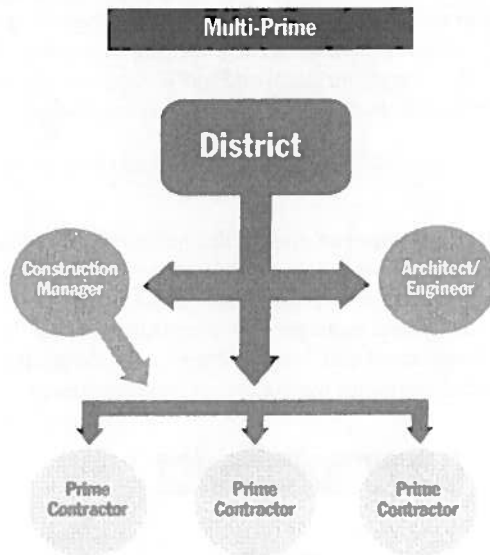 Multi-Prime
District
Construction
Manager
Architect/
Engineer
Prime
Contractor
Prime
Contractor
Prime
Contractor